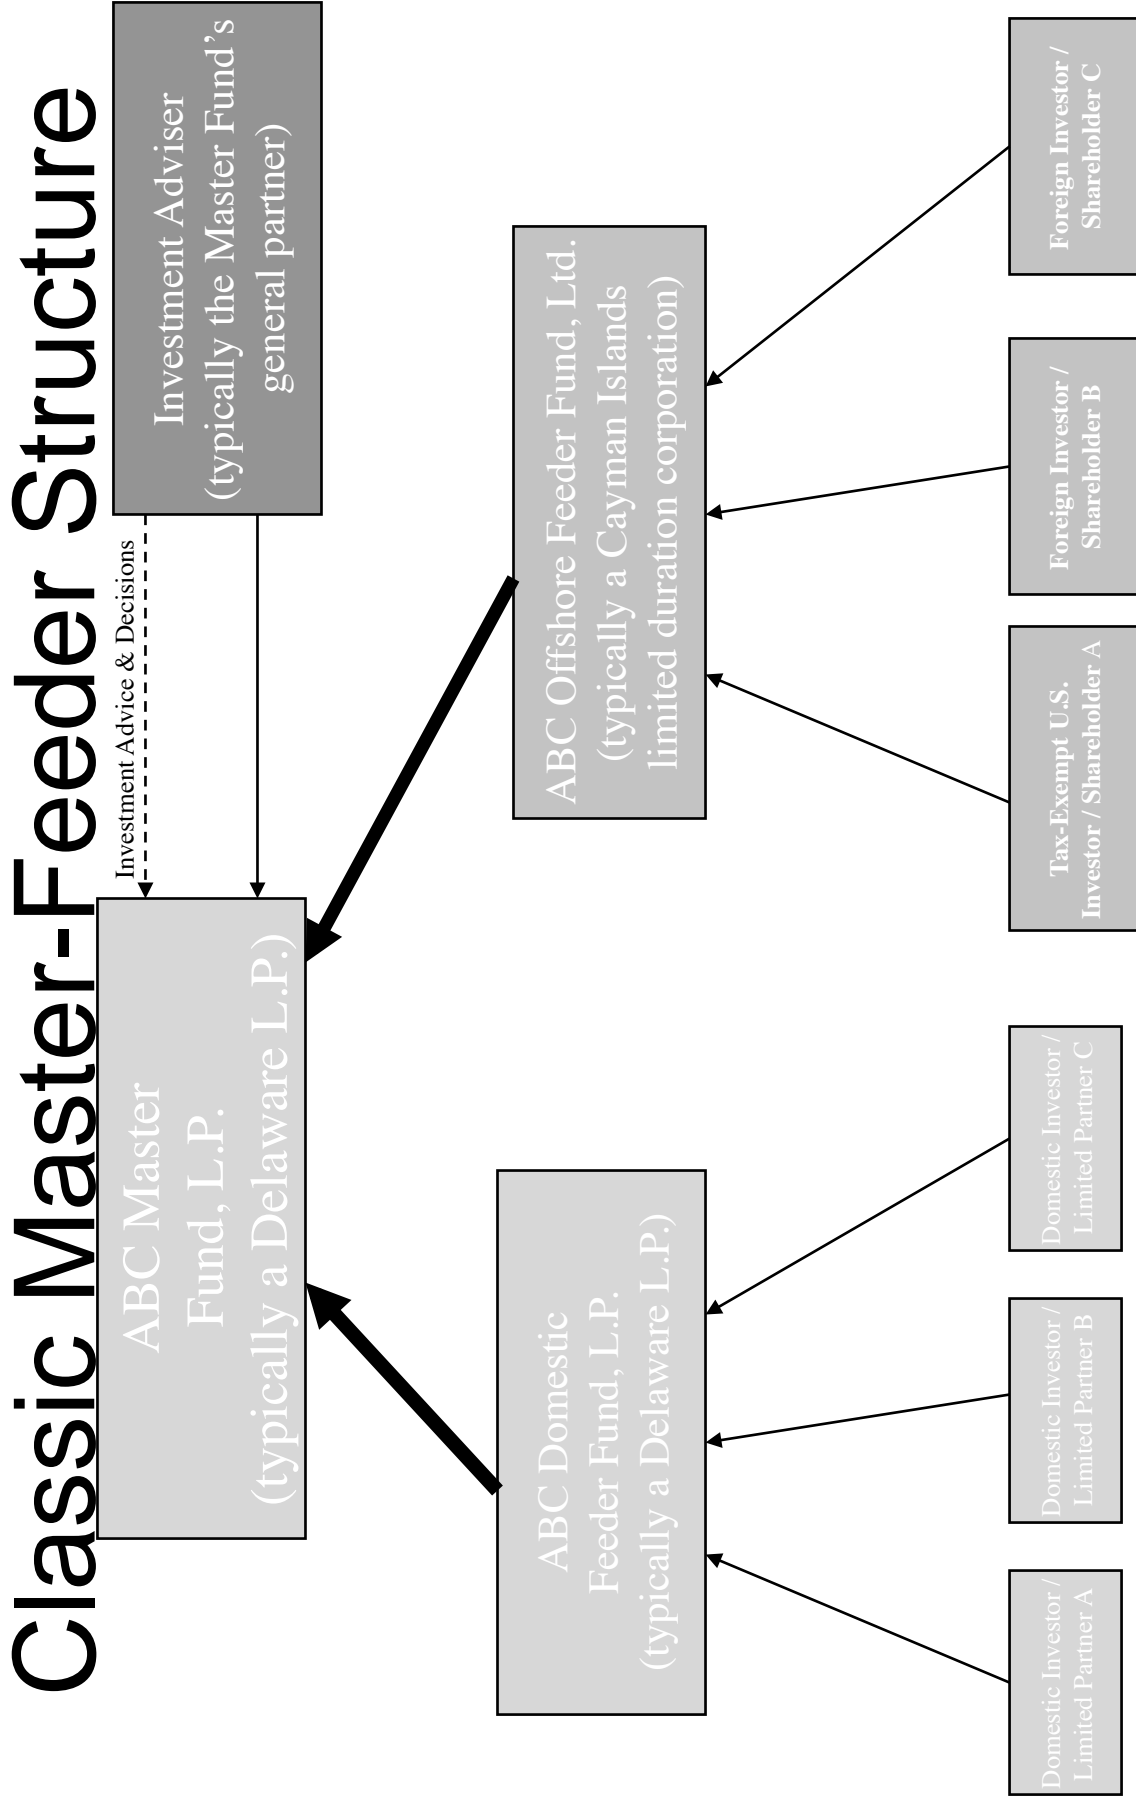 Classic Master-Feeder Structure
ABC Master
Fund, L.P.
(typically a Delaware L.P.)
Investment Advice & Decisions
Investment Adviser
(typically the Master Fund’s
general partner)
ABC Domestic
Feeder Fund, L.P.
(typically a Delaware L.P.)
ABC Offshore Feeder Fund, Ltd.
(typically a Cayman Islands
limited duration corporation)
Domestic Investor /
Limited Partner A
Domestic Investor /
Limited Partner B
Domestic Investor /
Limited Partner C
Tax-Exempt U.S.
Investor / Shareholder A
Foreign Investor /
Shareholder B
Foreign Investor /
Shareholder C